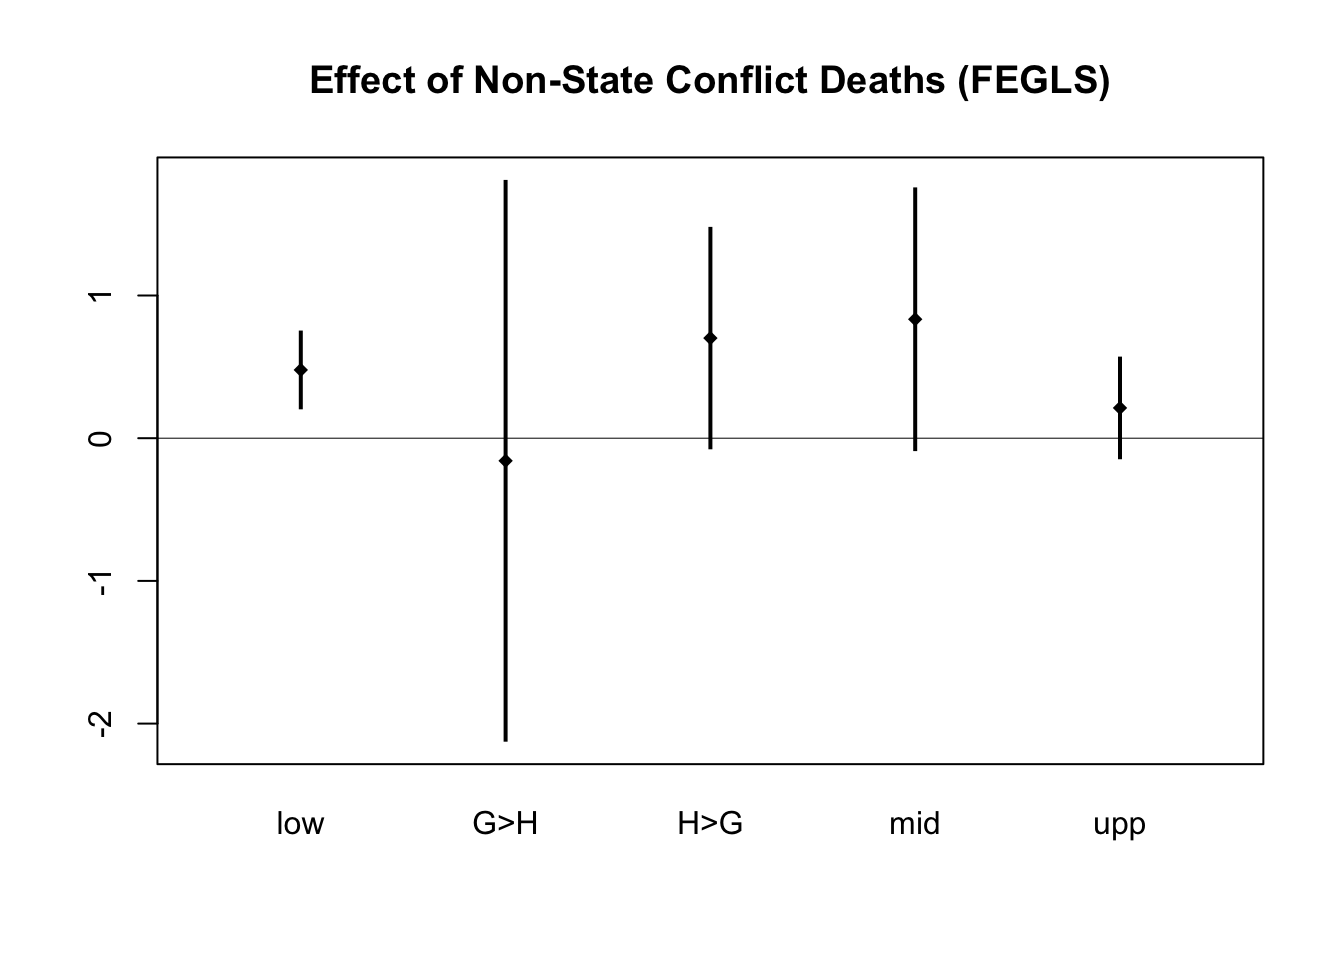 Effect of Non-State Conflict Deaths (FEGLS)
1
0
-1
-2
low G>H H>G mid upp